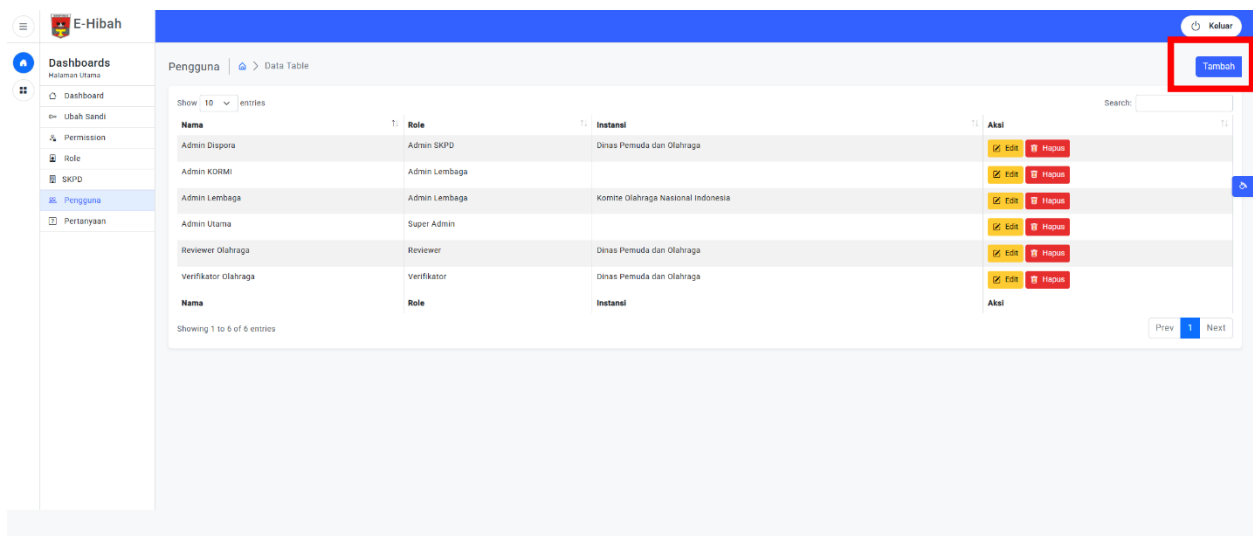 E-Hibah
Keluar
Dashboards
Halaman Utama
Dashboard
Ubah Sandi
Permission
Role
SKPD
Pengguna
Pertanyaan
Pengguna > Data Table
Tambah
Show 10 entries
Search:
Nama Role Instansi Aksi
Admin Dispora Admin SKPD Dinas Pemuda dan Olahraga Edit Hapus
Admin KORMI Admin Lembaga Edit Hapus
Admin Lembaga Admin Lembaga Komite Olahraga Nasional Indonesia Edit Hapus
Admin Utama Super Admin Edit Hapus
Reviewer Olahraga Reviewer Dinas Pemuda dan Olahraga Edit Hapus
Verifikator Olahraga Verifikator Dinas Pemuda dan Olahraga Edit Hapus
Nama Role Instansi Aksi
Showing 1 to 6 of 6 entries
Prev 1 Next